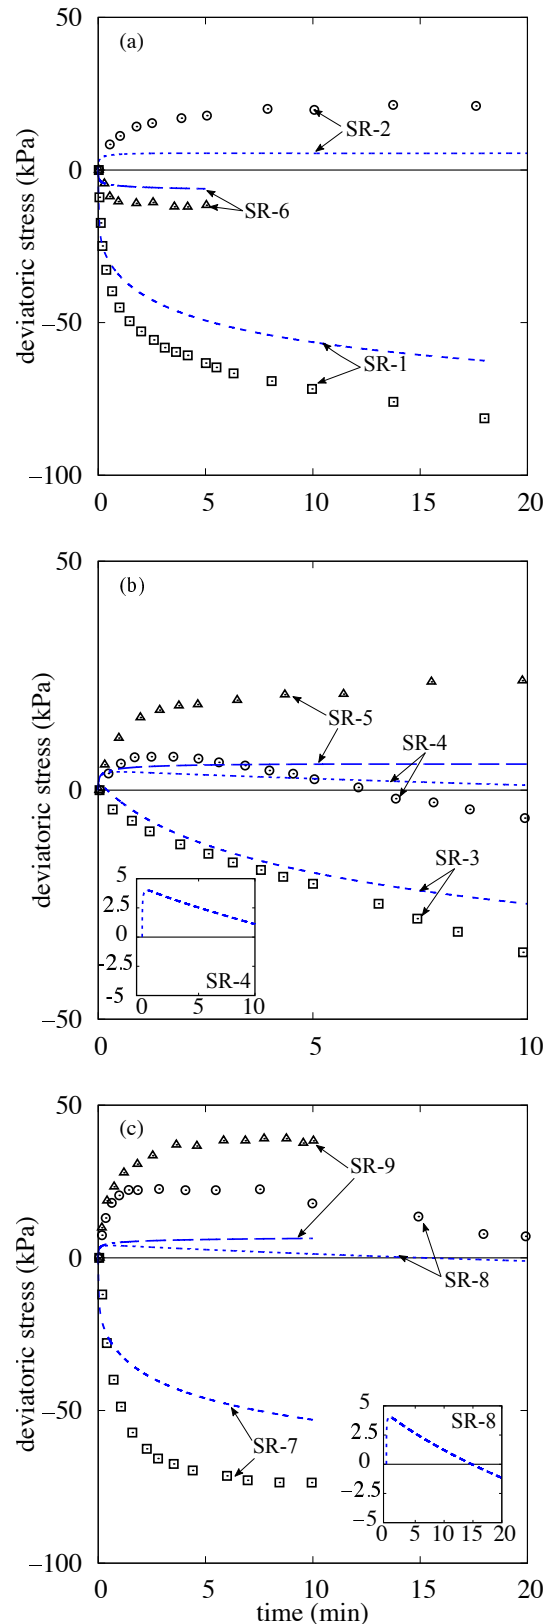 50
(a)
SR-2
0
SR-6
−50
SR-1
−100
0 5 10 15 20
deviatoric stress (kPa)
50
(b)
SR-5
SR-4
0
SR-3
5
2.5
0
-2.5
-5
SR-4
0 5 10
−50
0 5 10
deviatoric stress (kPa)
50
(c)
SR-9
0
SR-8
−50
SR-7
5
2.5
0
−2.5
−5
SR-8
0 5 10 15 20
−100
0 5 10 15 20
deviatoric stress (kPa)
time (min)